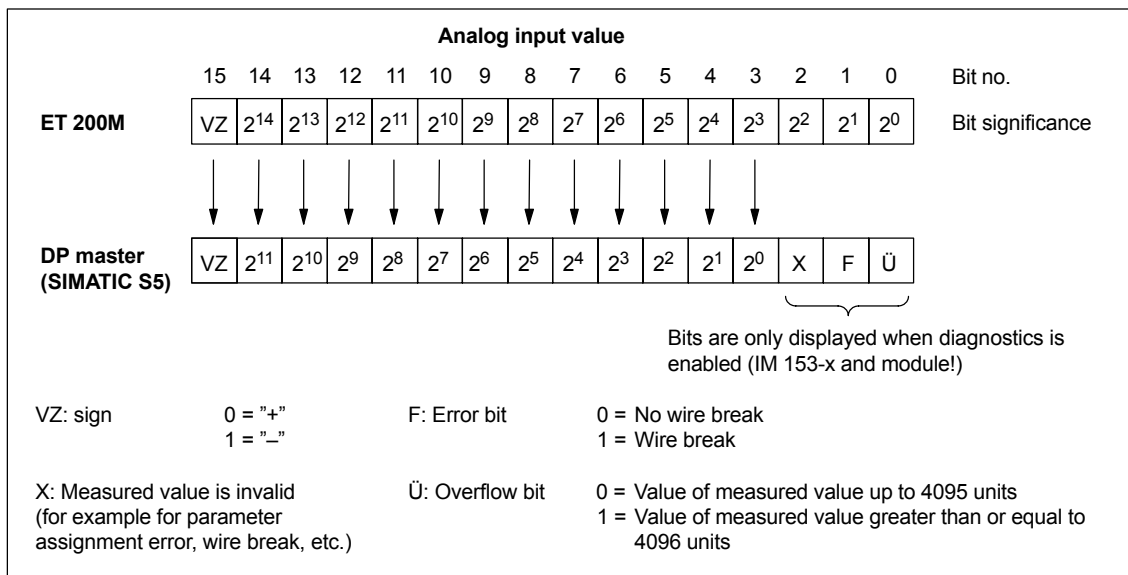 Analog input value
15 14 13 12 11 10 9 8 7 6 5 4 3 2 1 0 Bit no.
ET 200M VZ 2¹⁴ 2¹³ 2¹² 2¹¹ 2¹⁰ 2⁹ 2⁸ 2⁷ 2⁶ 2⁵ 2⁴ 2³ 2² 2¹ 2⁰ Bit significance
DP master
(SIMATIC S5) VZ 2¹¹ 2¹⁰ 2⁹ 2⁸ 2⁷ 2⁶ 2⁵ 2⁴ 2³ 2² 2¹ 2⁰ X F Ü
Bits are only displayed when diagnostics is
enabled (IM 153-x and module!)
VZ: sign 0 = ”+” F: Error bit 0 = No wire break
1 = ”–” 1 = Wire break
X: Measured value is invalid Ü: Overflow bit 0 = Value of measured value up to 4095 units
(for example for parameter 1 = Value of measured value greater than or equal to
assignment error, wire break, etc.) 4096 units